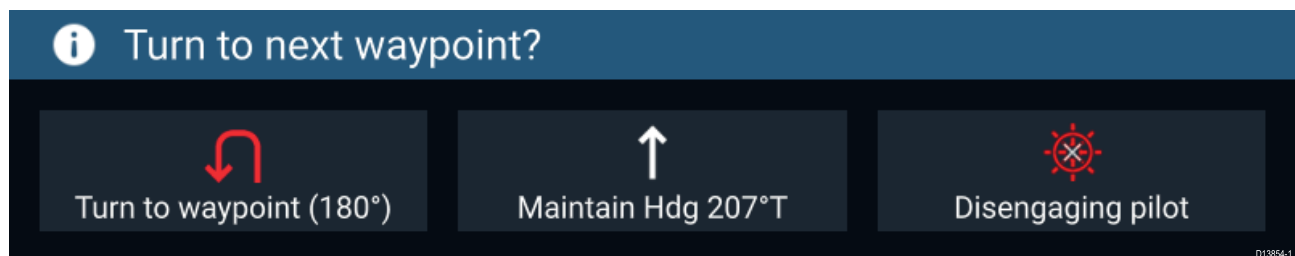 Turn to next waypoint?
Turn to waypoint (180°)
Maintain Hdg 207°T
Disengaging pilot
D13854-1